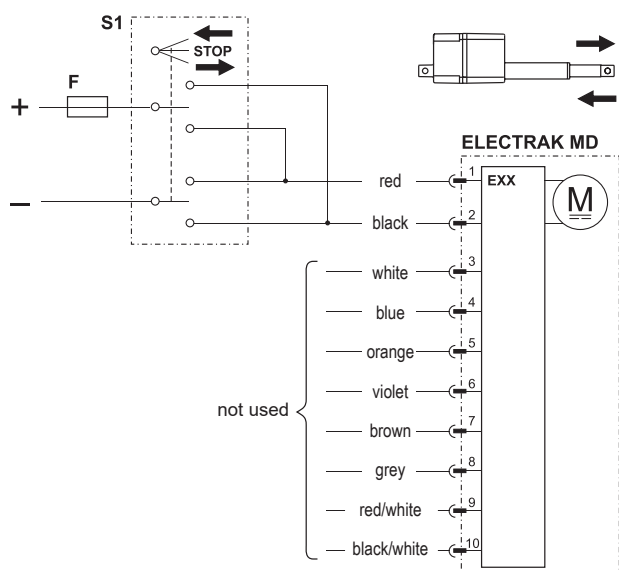 S1
STOP
F
+
–
ELECTRAK MD
red 1 EXX
M
black 2
white 3
blue 4
orange 5
violet 6
not used
brown 7
grey 8
red/white 9
black/white 10